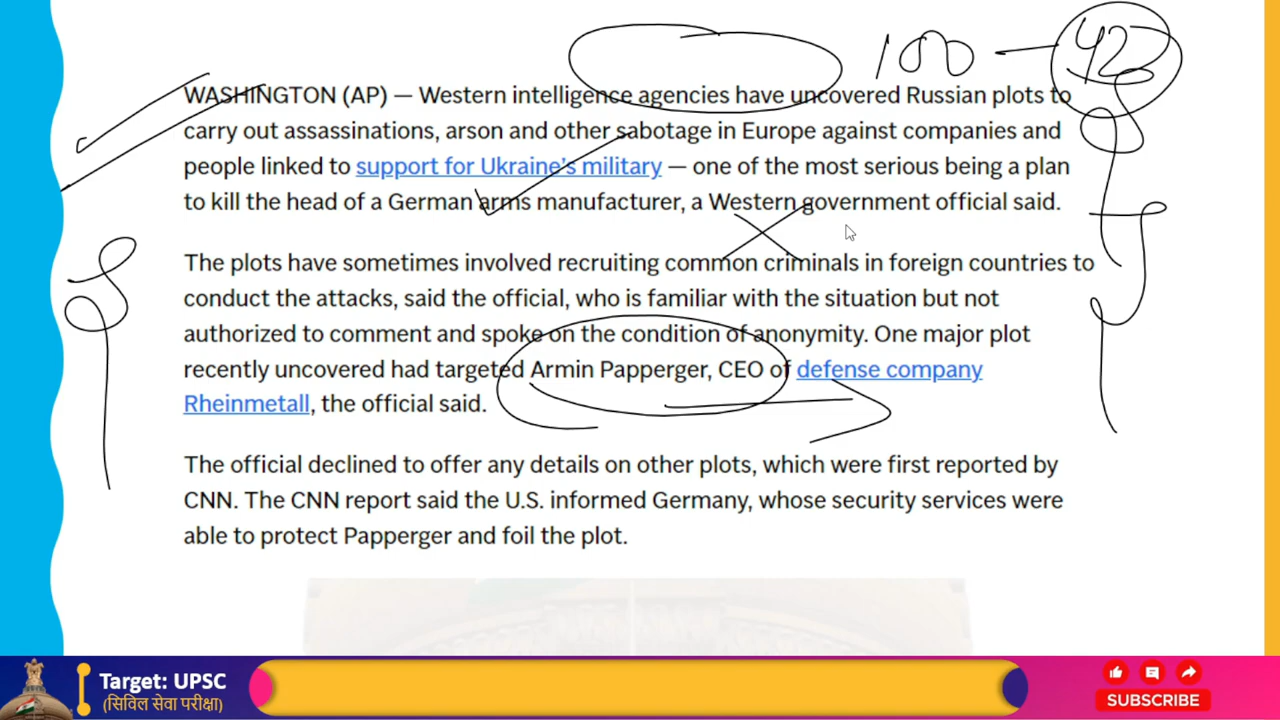 100 - 42
WASHINGTON (AP) — Western intelligence agencies have uncovered Russian plots to
carry out assassinations, arson and other sabotage in Europe against companies and
people linked to support for Ukraine's military — one of the most serious being a plan
to kill the head of a German arms manufacturer, a Western government official said.
The plots have sometimes involved recruiting common criminals in foreign countries to
conduct the attacks, said the official, who is familiar with the situation but not
authorized to comment and spoke on the condition of anonymity. One major plot
recently uncovered had targeted Armin Papperger, CEO of defense company
Rheinmetall, the official said.
The official declined to offer any details on other plots, which were first reported by
CNN. The CNN report said the U.S. informed Germany, whose security services were
able to protect Papperger and foil the plot.
Target: UPSC
(सिविल सेवा परीक्षा)
SUBSCRIBE